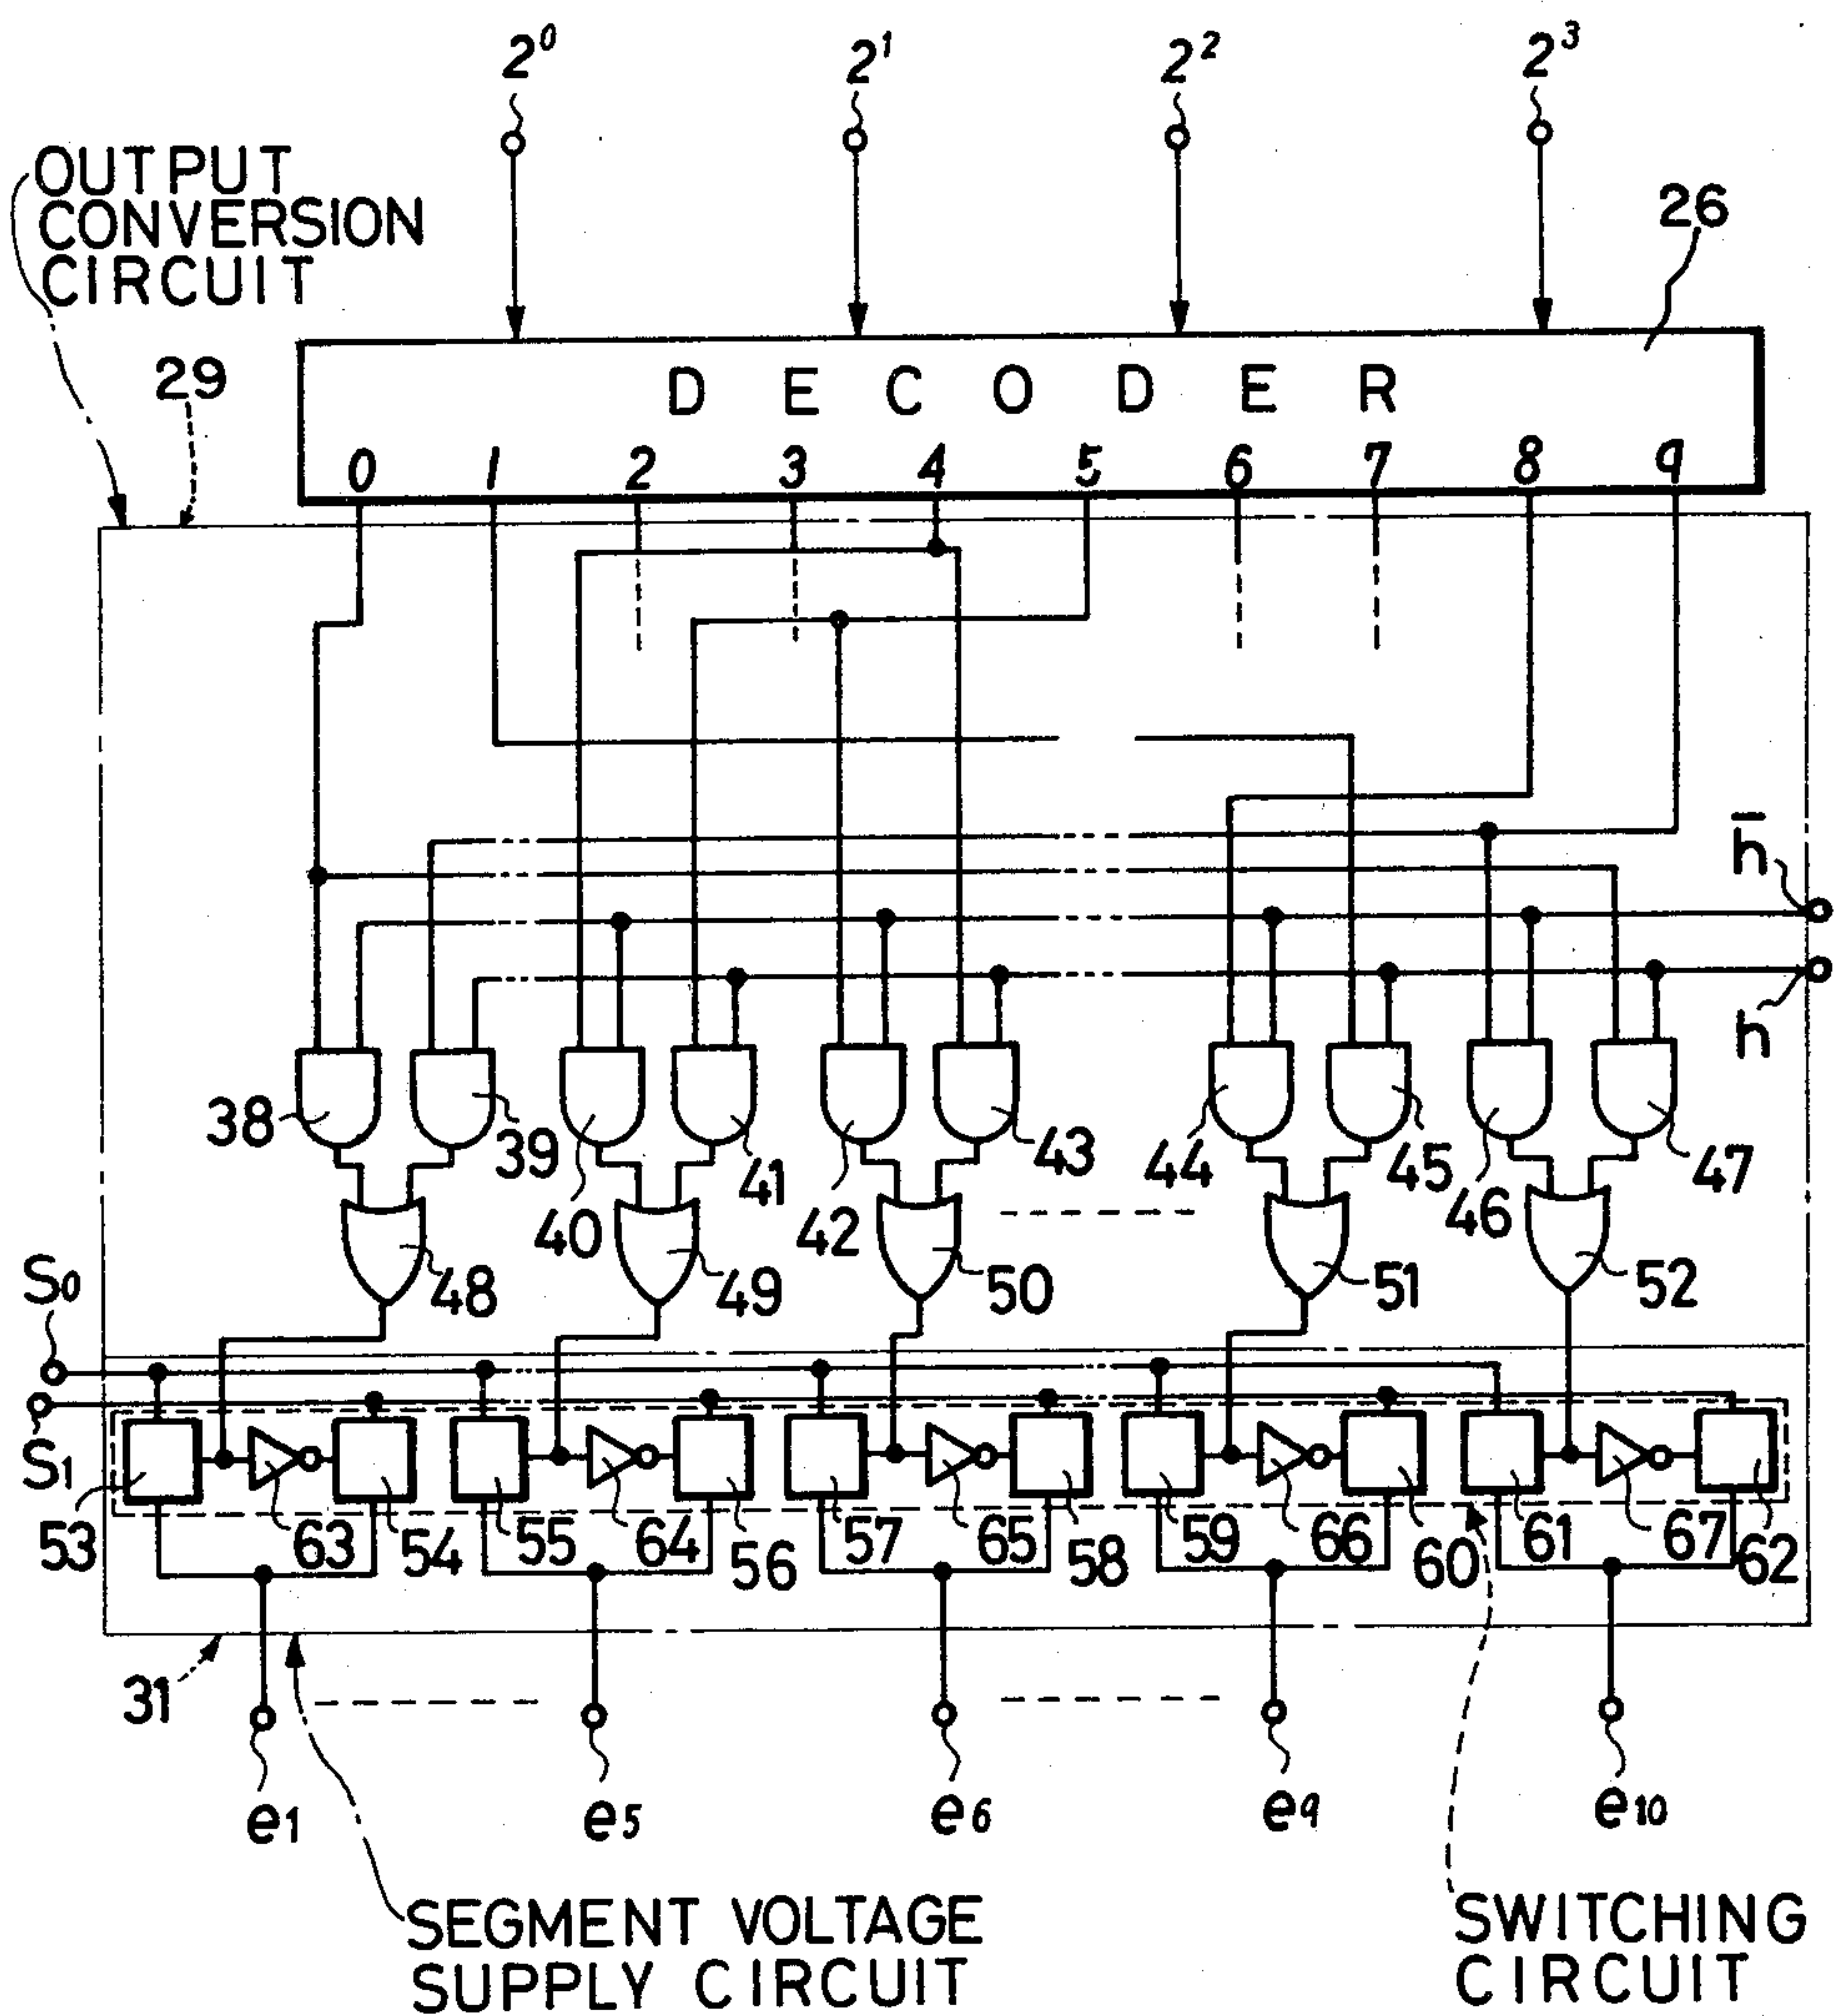 2⁰ 2¹ 2² 2³
OUTPUT
CONVERSION
CIRCUIT
26
29
DECODER
0 1 2 3 4 5 6 7 8 9
h̅
h
38 39 40 41 42 43 44 45 46 47
48 49 50 51 52
S0
S1
53 63 54 55 64 56 57 65 58 59 66 60 61 67 62
31
e1 e5 e6 e9 e10
SEGMENT VOLTAGE
SUPPLY CIRCUIT
SWITCHING
CIRCUIT